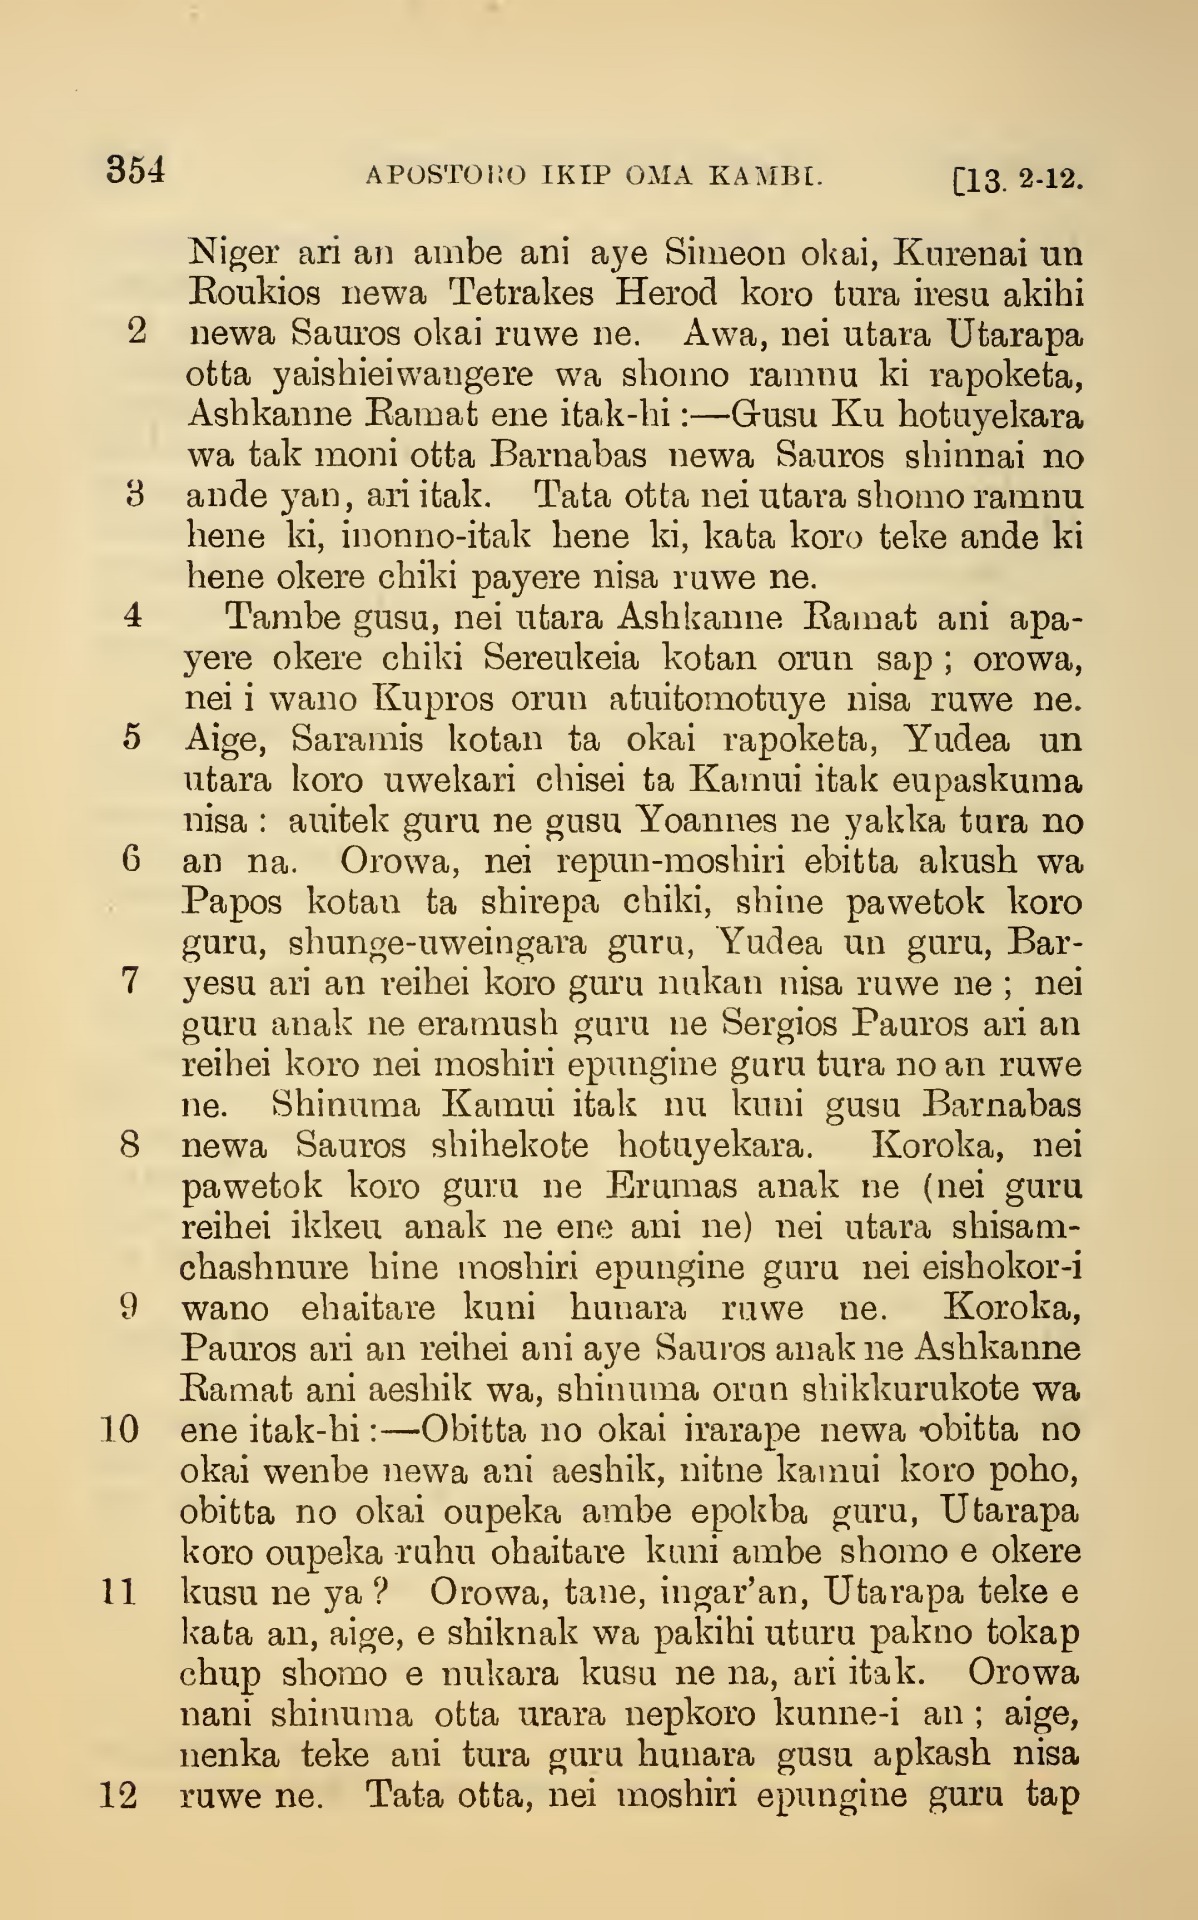 354 APOSTORO IKIP OMA KAMBI. [13. 2-12.
Niger ari an ambe ani aye Simeon okai, Kurenai un
Roukios newa Tetrakes Herod koro tura iresu akihi
2 newa Sauros okai ruwe ne. Awa, nei utara Utarapa
otta yaishieiwangere wa shomo ramnu ki rapoketa,
Ashkanne Ramat ene itak-hi :—Gusu Ku hotuyekara
wa tak moni otta Barnabas newa Sauros shinnai no
3 ande yan, ari itak. Tata otta nei utara shomo ramnu
hene ki, inonno-itak hene ki, kata koro teke ande ki
hene okere chiki payere nisa ruwe ne.
4 Tambe gusu, nei utara Ashkanne Ramat ani apa-
yere okere chiki Sereukeia kotan orun sap ; orowa,
nei i wano Kupros orun atuitomotuye nisa ruwe ne.
5 Aige, Saramis kotan ta okai rapoketa, Yudea un
utara koro uwekari chisei ta Kamui itak eupaskuma
nisa : auitek guru ne gusu Yoannes ne yakka tura no
6 an na. Orowa, nei repun-moshiri ebitta akush wa
Papos kotan ta shirepa chiki, shine pawetok koro
guru, shunge-uweingara guru, Yudea un guru, Bar-
7 yesu ari an reihei koro guru nukan nisa ruwe ne ; nei
guru anak ne eramush guru ne Sergios Pauros ari an
reihei koro nei moshiri epungine guru tura no an ruwe
ne. Shinuma Kamui itak nu kuni gusu Barnabas
8 newa Sauros shihekote hotuyekara. Koroka, nei
pawetok koro guru ne Erumas anak ne (nei guru
reihei ikkeu anak ne ene ani ne) nei utara shisam-
chashnure hine moshiri epungine guru nei eishokor-i
9 wano ehaitare kuni hunara ruwe ne. Koroka,
Pauros ari an reihei ani aye Sauros anak ne Ashkanne
Ramat ani aeshik wa, shinuma orun shikkurukote wa
10 ene itak-hi :—Obitta no okai irarape newa obitta no
okai wenbe newa ani aeshik, nitne kamui koro poho,
obitta no okai oupeka ambe epokba guru, Utarapa
koro oupeka ruhu ohaitare kuni ambe shomo e okere
11 kusu ne ya ? Orowa, tane, ingar'an, Utarapa teke e
kata an, aige, e shiknak wa pakihi uturu pakno tokap
chup shomo e nukara kusu ne na, ari itak. Orowa
nani shinuma otta urara nepkoro kunne-i an ; aige,
nenka teke ani tura guru hunara gusu apkash nisa
12 ruwe ne. Tata otta, nei moshiri epungine guru tap